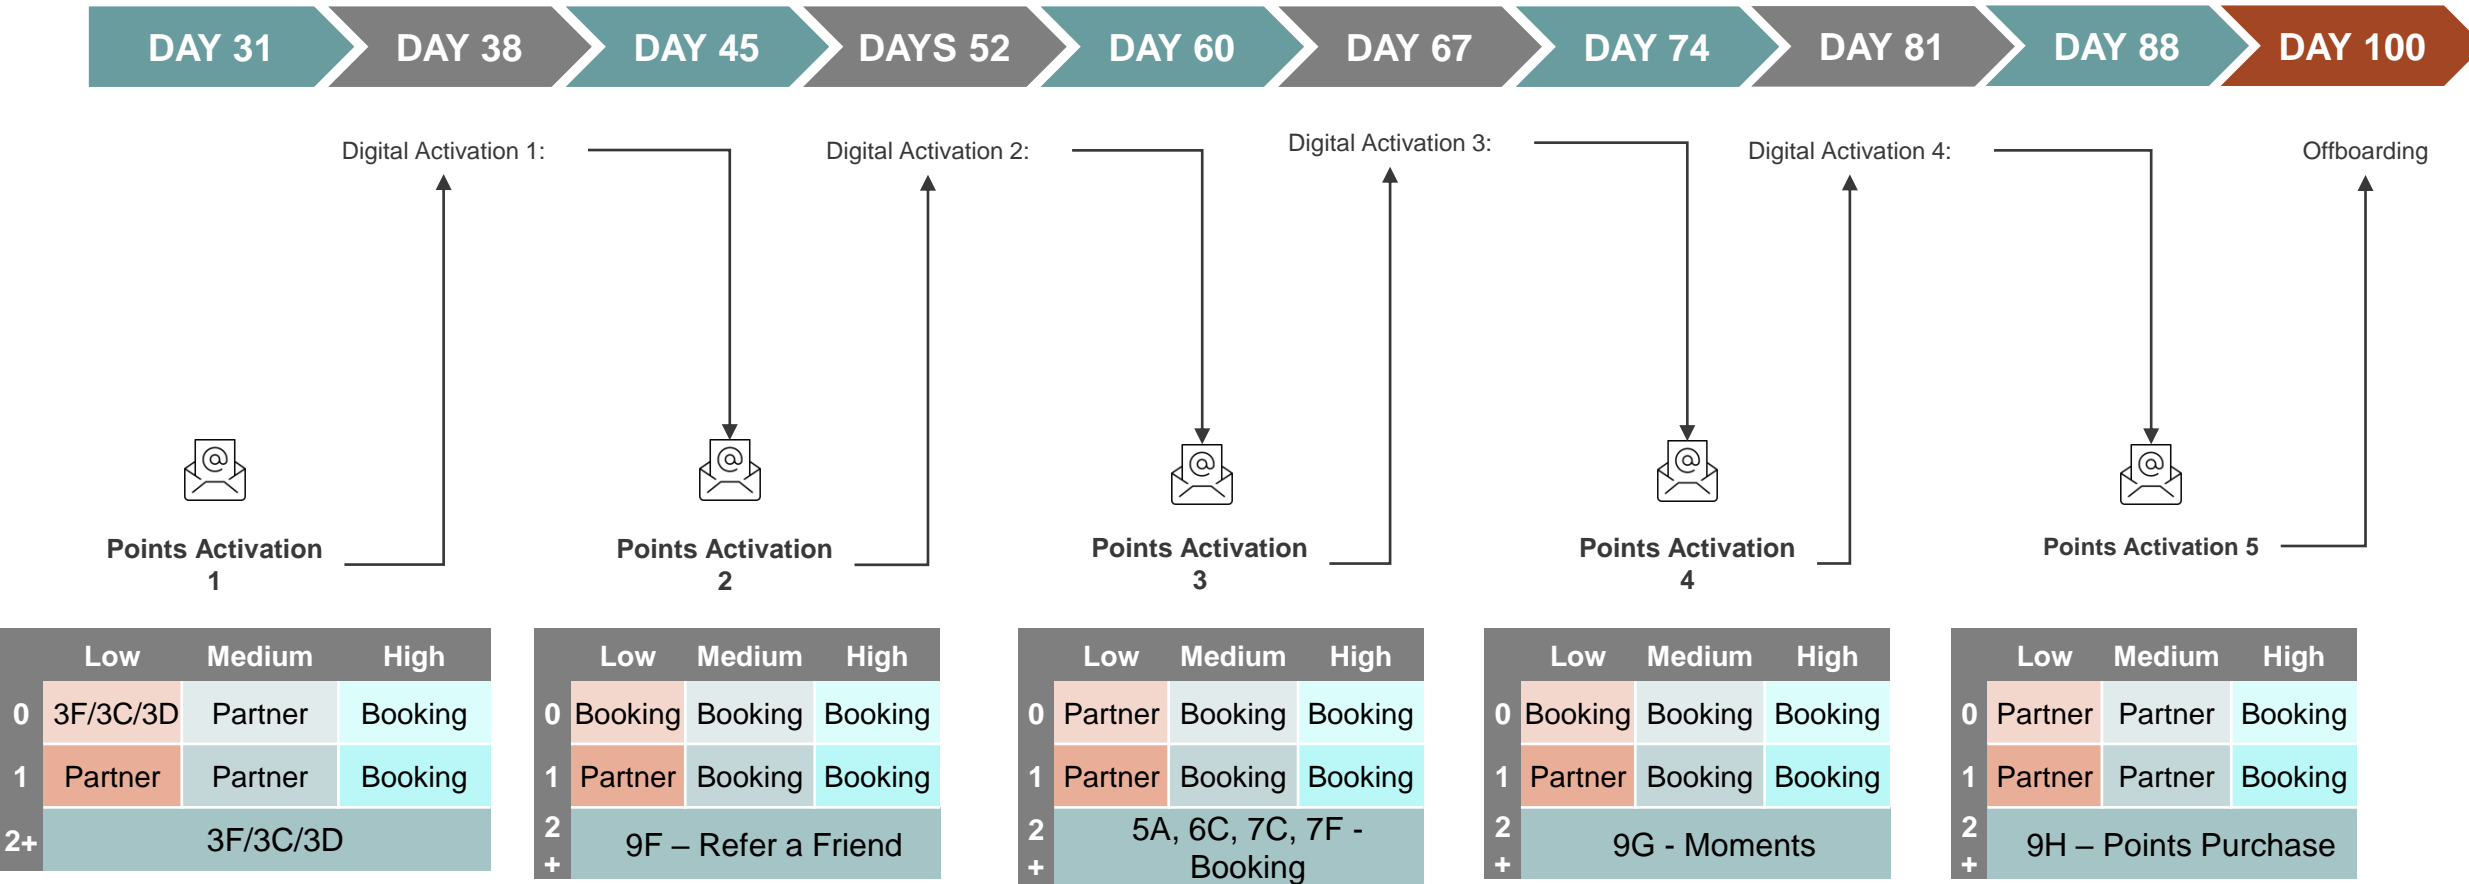 DAY 31 DAY 38 DAY 45 DAYS 52 DAY 60 DAY 67 DAY 74 DAY 81 DAY 88 DAY 100
Digital Activation 1: Digital Activation 2: Digital Activation 3: Digital Activation 4: Offboarding
Points Activation
1
Points Activation
2
Points Activation
3
Points Activation
4
Points Activation 5
Low Medium High
0 3F/3C/3D Partner Booking
1 Partner Partner Booking
2+ 3F/3C/3D
Low Medium High
0 Booking Booking Booking
1 Partner Booking Booking
2
+
9F – Refer a Friend
Low Medium High
0 Partner Booking Booking
1 Partner Booking Booking
2
+
5A, 6C, 7C, 7F -
Booking
Low Medium High
0 Booking Booking Booking
1 Partner Booking Booking
2
+
9G - Moments
Low Medium High
0 Partner Partner Booking
1 Partner Partner Booking
2
+
9H – Points Purchase